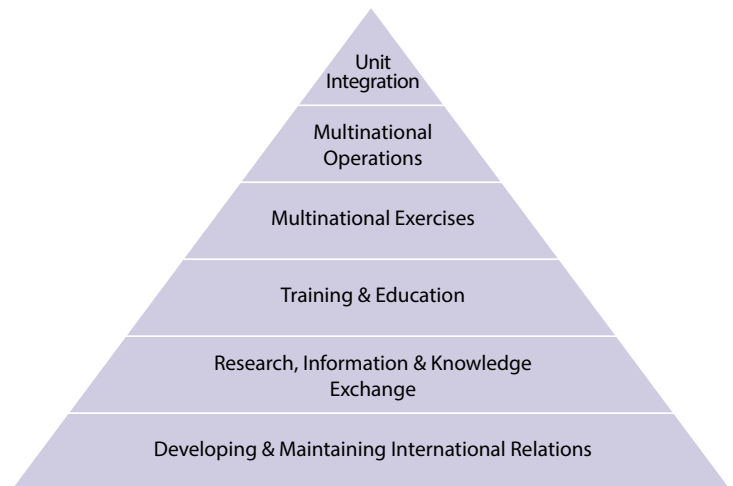 Unit
Integration
Multinational
Operations
Multinational Exercises
Training & Education
Research, Information & Knowledge
Exchange
Developing & Maintaining International Relations